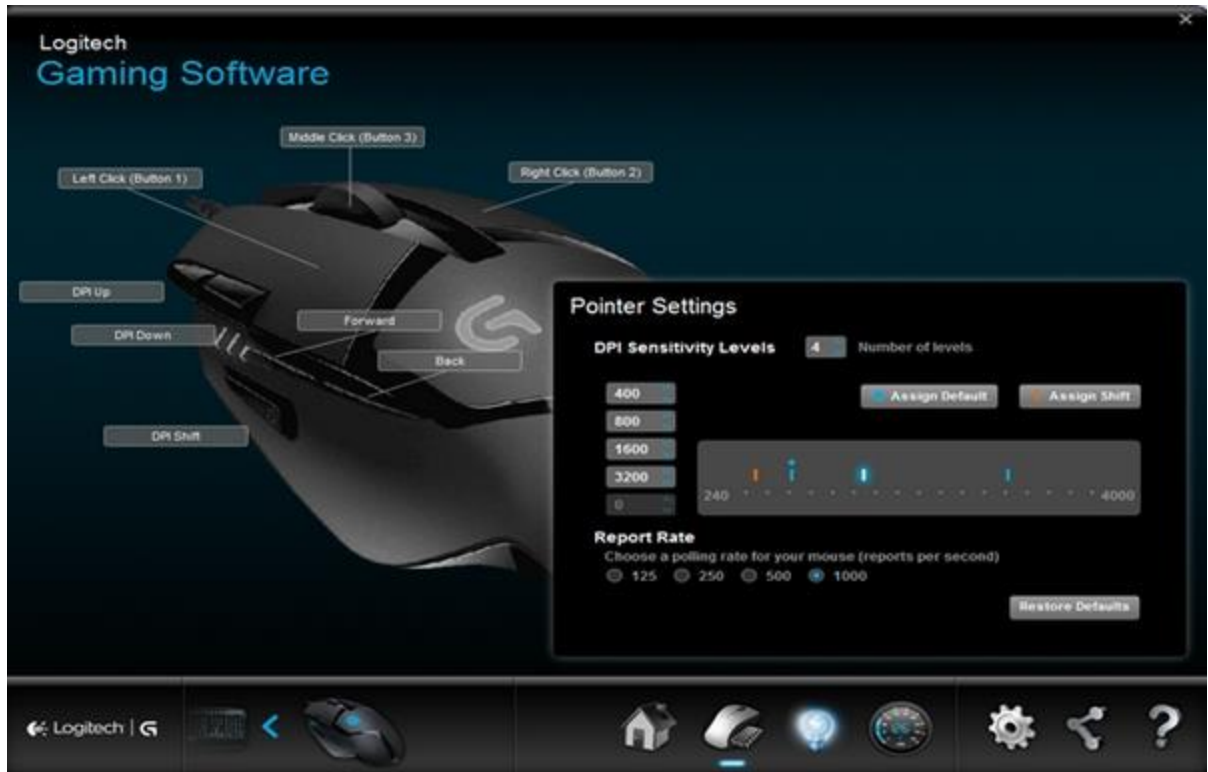 Logitech
Gaming Software
Middle Click (Button 3)
Left Click (Button 1)
Right Click (Button 2)
DPI Up
DPI Down
Forward
Back
DPI Shift
Pointer Settings
DPI Sensitivity Levels 4 Number of levels
400 Assign Default Assign Shift
800
1600
3200
0
240 4000
Report Rate
Choose a polling rate for your mouse (reports per second)
125 250 500 1000
Restore Defaults
Logitech G
?